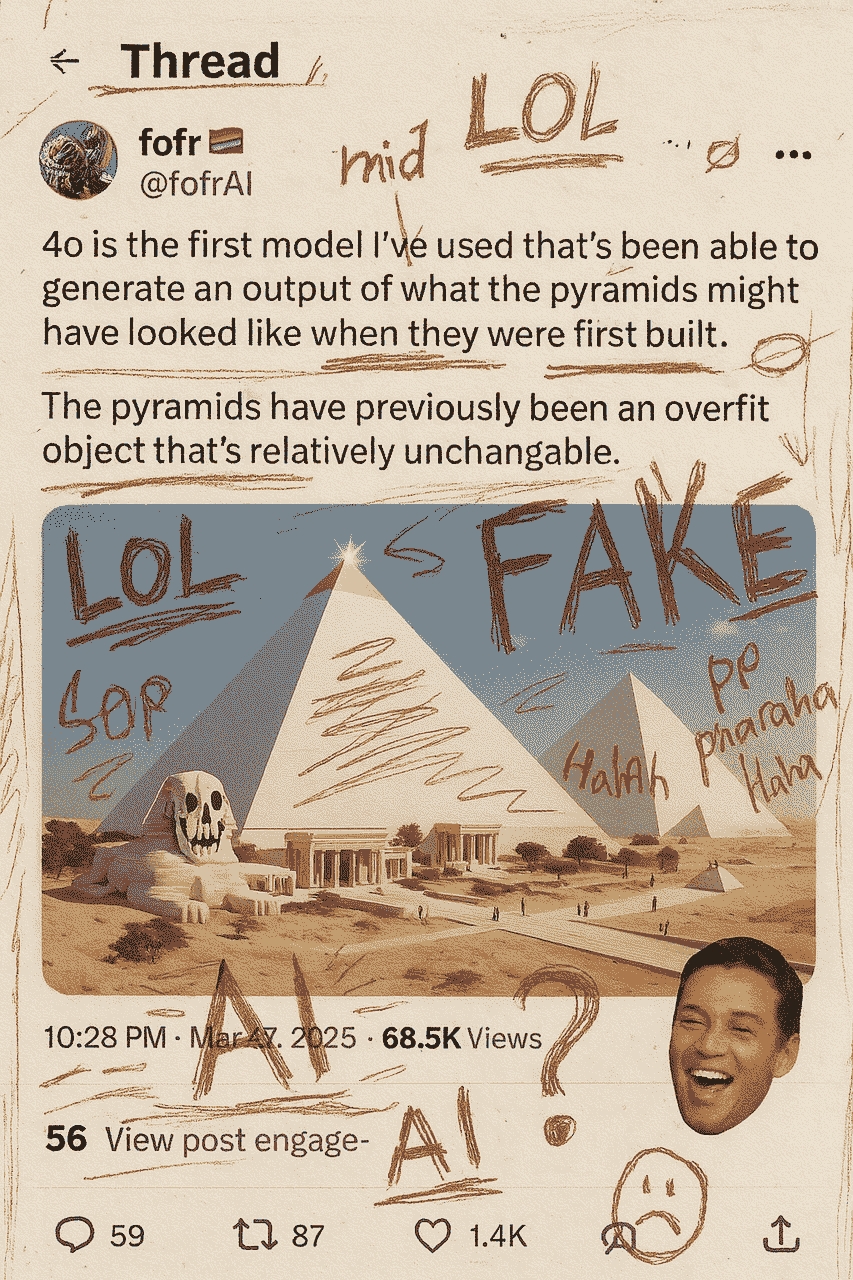 Thread
LOL
mid
fofr
@fofrAI
4o is the first model I've used that's been able to
generate an output of what the pyramids might
have looked like when they were first built.
The pyramids have previously been an overfit
object that's relatively unchangable.
LOL
FAKE
SOP
pp
pharaha
HahAh
Haha
AI
?
10:28 PM · Mar 2025 · 68.5K Views
56 View post engage-
AI
59 87 1.4K